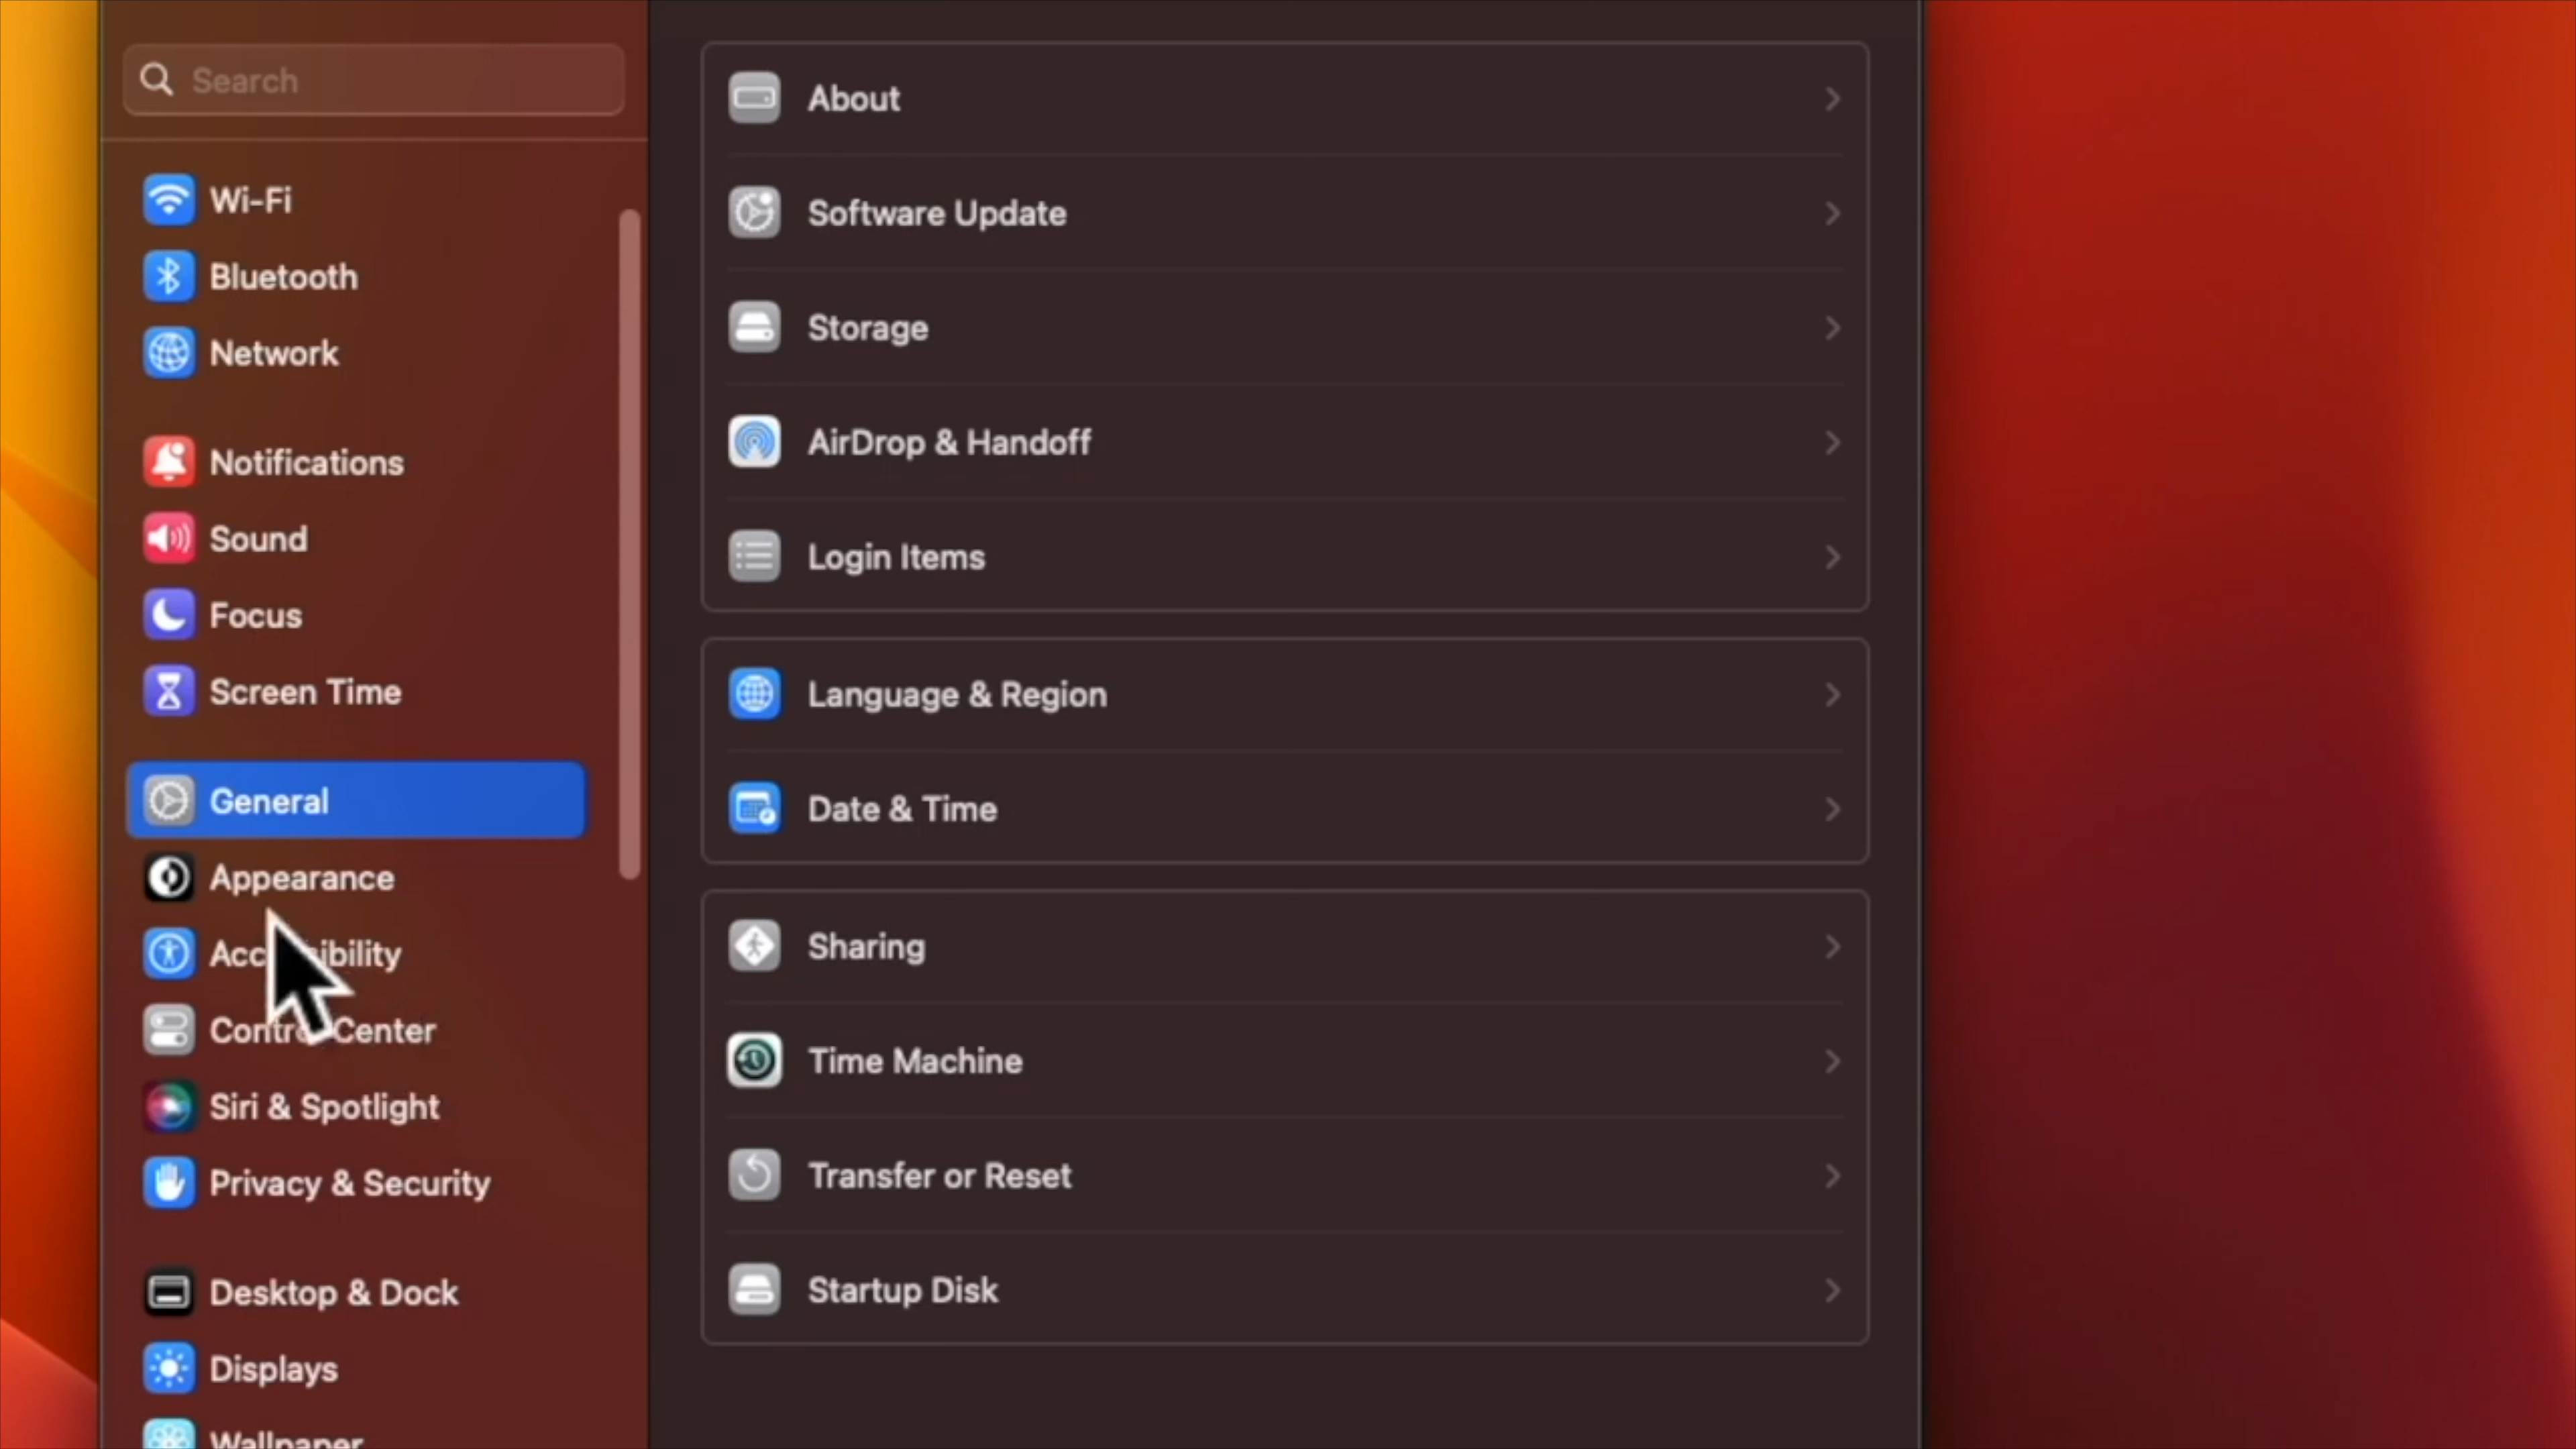 Search
Wi-Fi
Bluetooth
Network
Notifications
Sound
Focus
Screen Time
General
Appearance
Accessibility
Control Center
Siri & Spotlight
Privacy & Security
Desktop & Dock
Displays
Wallpaper
About
Software Update
Storage
AirDrop & Handoff
Login Items
Language & Region
Date & Time
Sharing
Time Machine
Transfer or Reset
Startup Disk